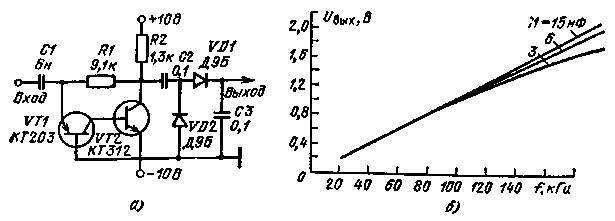 +10В
C1
6н
R1
9,1к
R2
1,3к
C2
0,1
VD1
Д9Б
Вход
Выход
VT1
КТ203
VT2
КТ312
VD2
Д9Б
C3
0,1
-10В
а)
Uвых, В
2,0
1,6
1,2
0,8
0,4
0
C1=15нФ
6
3
20 40 60 80 100 120 140 160 f, кГц
б)